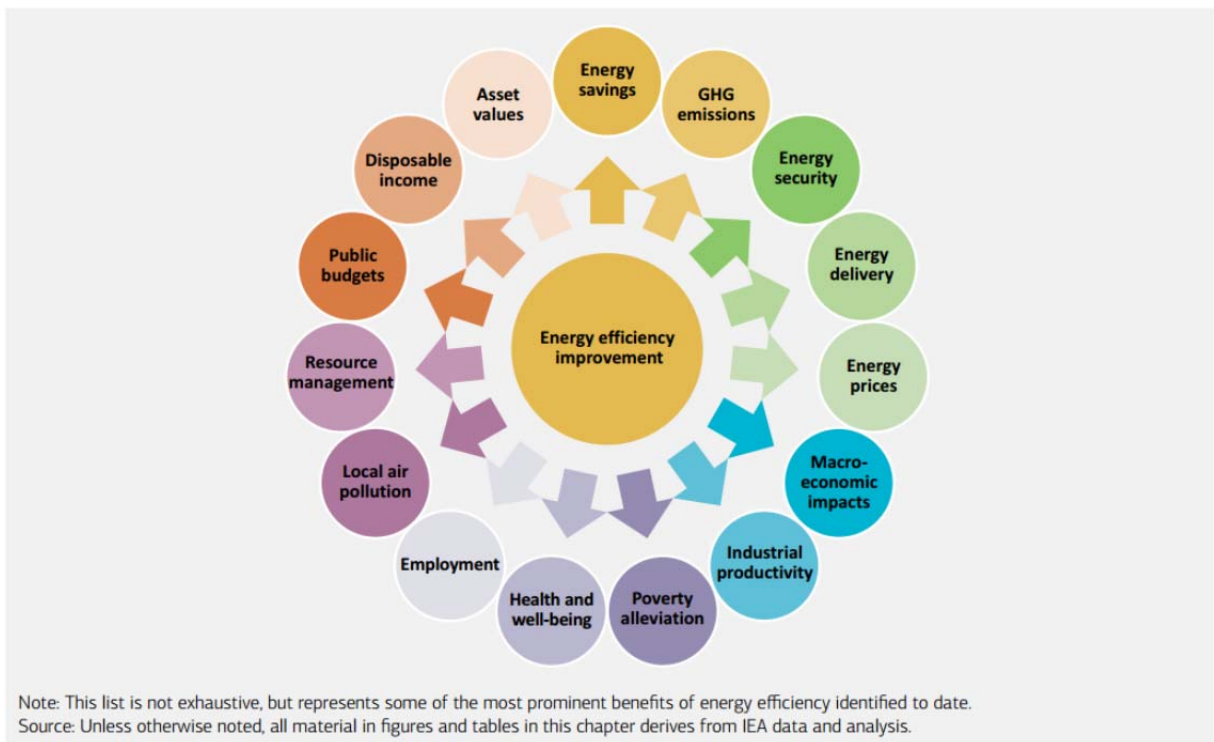 Energy
savings
GHG
emissions
Energy
security
Energy
delivery
Energy
prices
Macro-
economic
impacts
Industrial
productivity
Poverty
alleviation
Health and
well-being
Employment
Local air
pollution
Resource
management
Public
budgets
Disposable
income
Asset
values
Energy efficiency
improvement
Note: This list is not exhaustive, but represents some of the most prominent benefits of energy efficiency identified to date.
Source: Unless otherwise noted, all material in figures and tables in this chapter derives from IEA data and analysis.